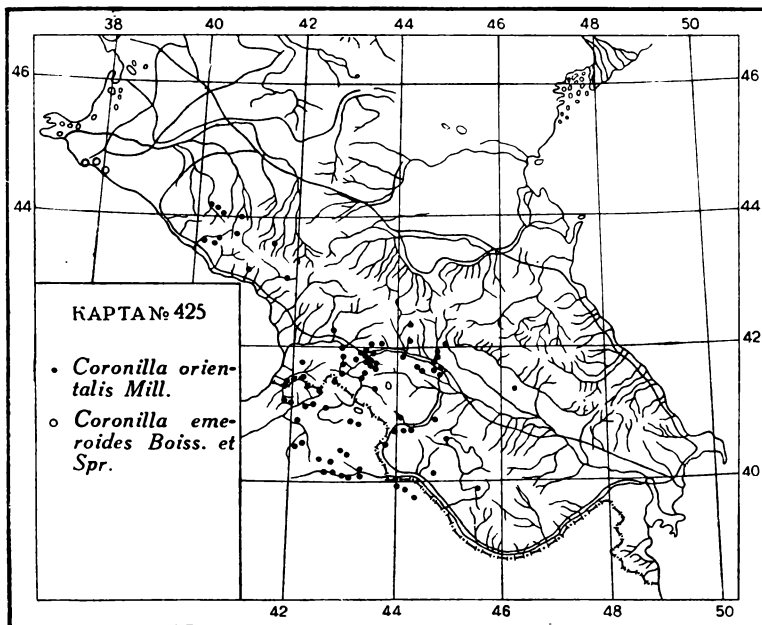 38 40 42 44 46 48 50
46 46
44 44
КАРТА № 425
• Coronilla orien-
talis Mill.
○ Coronilla eme-
roides Boiss. et
Spr.
42
40
42 44 46 48 50